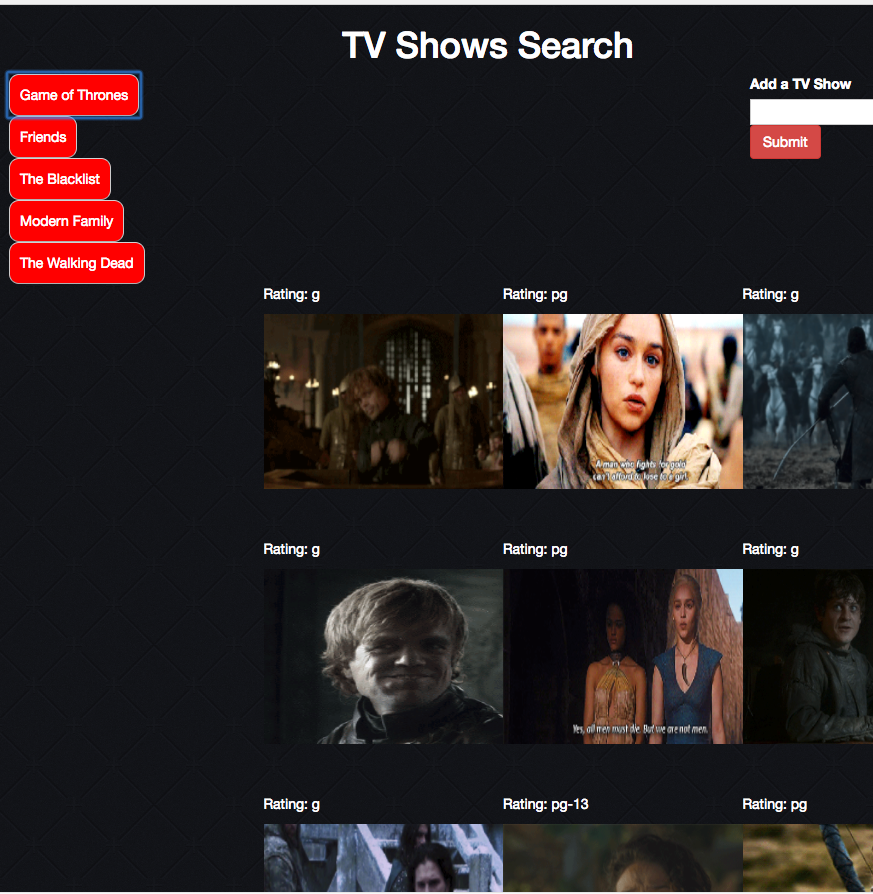 TV Shows Search
Game of Thrones
Friends
The Blacklist
Modern Family
The Walking Dead
Add a TV Show
Submit
Rating: g
Rating: pg
Rating: g
A man who fights for gold
can't afford to lose to a girl.
Rating: g
Rating: pg
Rating: g
Yes, all men must die. But we are not men.
Rating: g
Rating: pg-13
Rating: pg